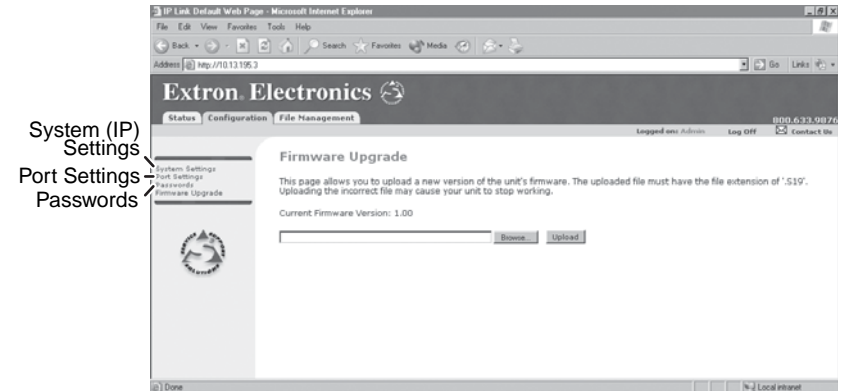 IP Link Default Web Page - Microsoft Internet Explorer
File Edit View Favorites Tools Help
Back Search Favorites Media
Address http://10.13.195.3 Go Links
Extron Electronics
Status Configuration File Management
800.633.9876
Logged on: Admin Log Off Contact Us
System (IP)
Settings
Port Settings
Passwords
System Settings
Port Settings
Passwords
Firmware Upgrade
Firmware Upgrade
This page allows you to upload a new version of the unit's firmware. The uploaded file must have the file extension of '.S19'.
Uploading the incorrect file may cause your unit to stop working.
Current Firmware Version: 1.00
Browse... Upload
Done Local intranet